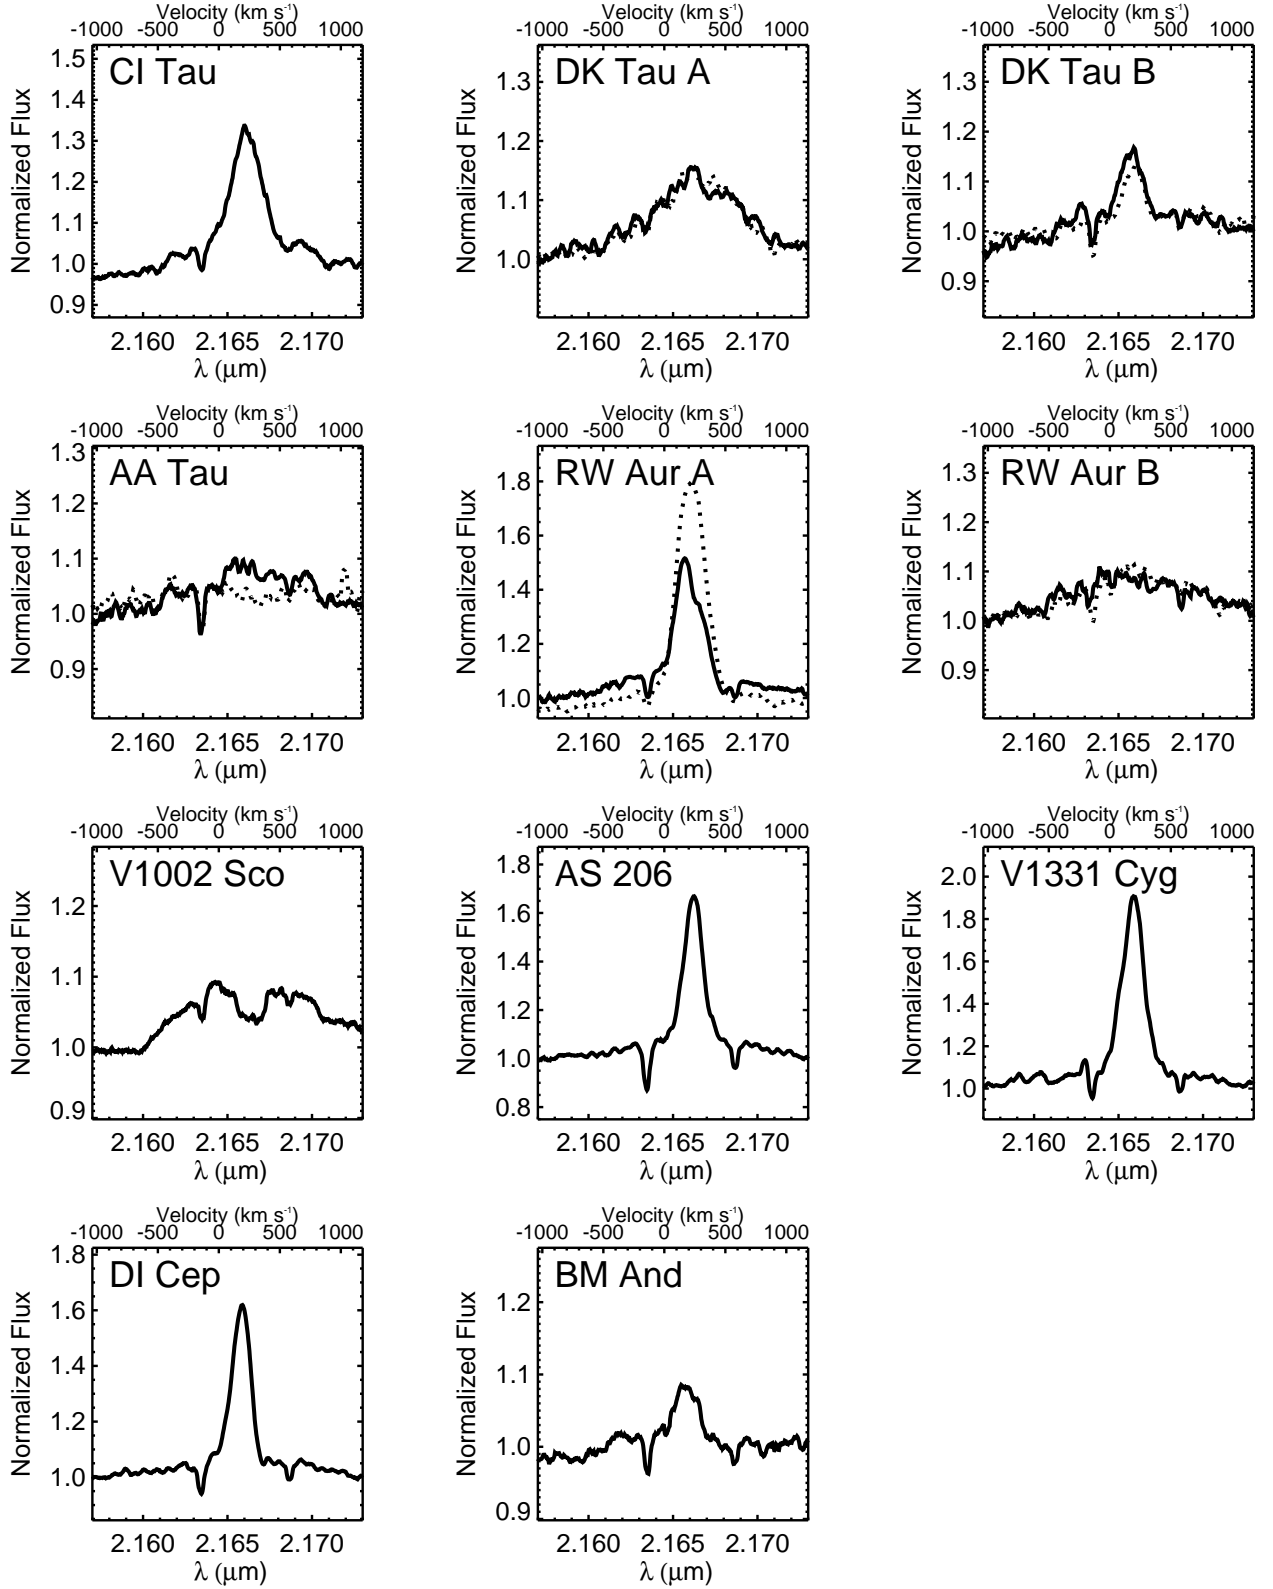 Velocity (km s-1) Velocity (km s-1) Velocity (km s-1)
-1000 -500 0 500 1000 -1000 -500 0 500 1000 -1000 -500 0 500 1000
CI Tau DK Tau A DK Tau B
Normalized Flux Normalized Flux Normalized Flux
1.5 1.3 1.3
1.4 1.2 1.2
1.3 1.1 1.1
1.2 1.0 1.0
1.1 0.9
1.0
0.9
2.160 2.165 2.170 2.160 2.165 2.170 2.160 2.165 2.170
λ (μm) λ (μm) λ (μm)
Velocity (km s-1) Velocity (km s-1) Velocity (km s-1)
-1000 -500 0 500 1000 -1000 -500 0 500 1000 -1000 -500 0 500 1000
AA Tau RW Aur A RW Aur B
Normalized Flux Normalized Flux Normalized Flux
1.3 1.8 1.3
1.2 1.6 1.2
1.1 1.4 1.1
1.0 1.2 1.0
0.9 1.0 0.9
2.160 2.165 2.170 2.160 2.165 2.170 2.160 2.165 2.170
λ (μm) λ (μm) λ (μm)
Velocity (km s-1) Velocity (km s-1) Velocity (km s-1)
-1000 -500 0 500 1000 -1000 -500 0 500 1000 -1000 -500 0 500 1000
V1002 Sco AS 206 V1331 Cyg
Normalized Flux Normalized Flux Normalized Flux
1.2 1.8 2.0
1.1 1.6 1.8
1.0 1.4 1.6
0.9 1.2 1.4
1.0 1.2
0.8 1.0
2.160 2.165 2.170 2.160 2.165 2.170 2.160 2.165 2.170
λ (μm) λ (μm) λ (μm)
Velocity (km s-1) Velocity (km s-1)
-1000 -500 0 500 1000 -1000 -500 0 500 1000
DI Cep BM And
Normalized Flux Normalized Flux
1.8 1.2
1.6 1.1
1.4 1.0
1.2 0.9
1.0
2.160 2.165 2.170 2.160 2.165 2.170
λ (μm) λ (μm)